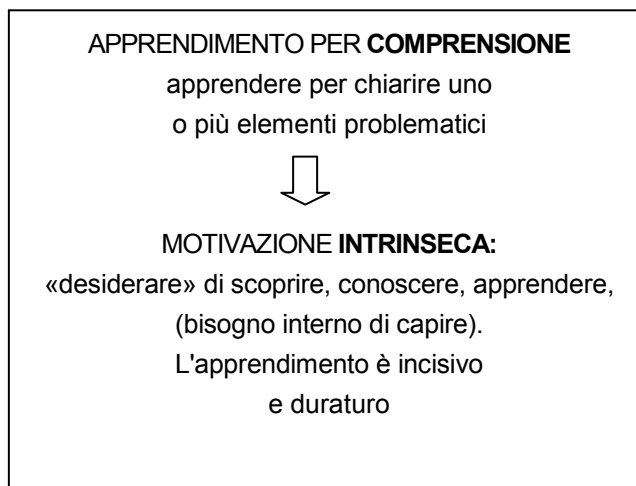 APPRENDIMENTO PER COMPRENSIONE
apprendere per chiarire uno
o più elementi problematici
MOTIVAZIONE INTRINSECA:
«desiderare» di scoprire, conoscere, apprendere,
(bisogno interno di capire).
L'apprendimento è incisivo
e duraturo